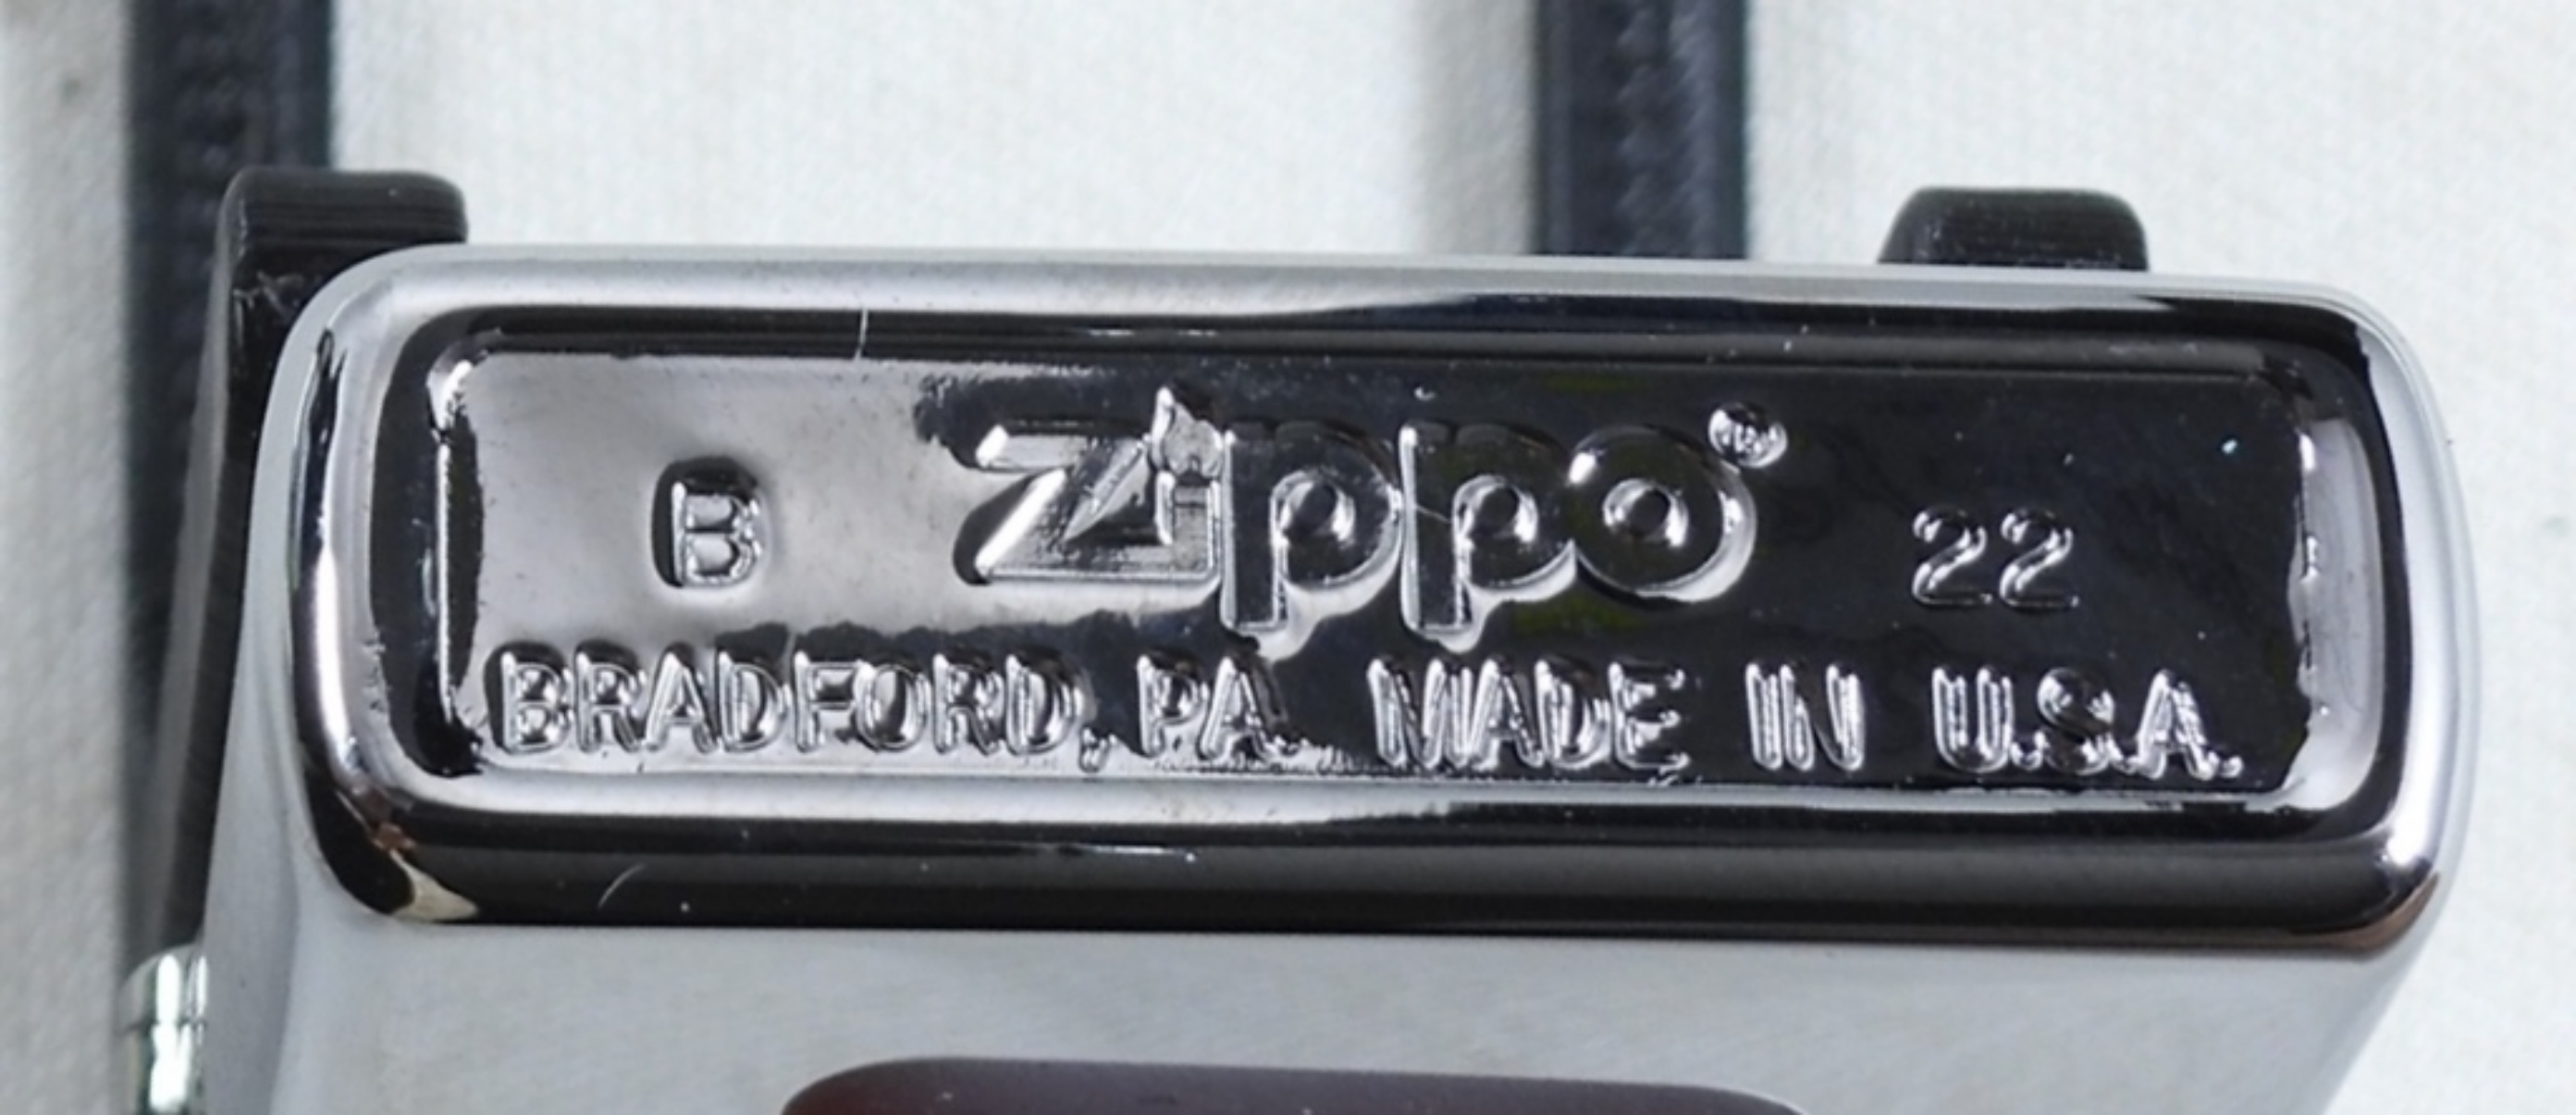 B Zippo® 22
BRADFORD, PA. MADE IN U.S.A.